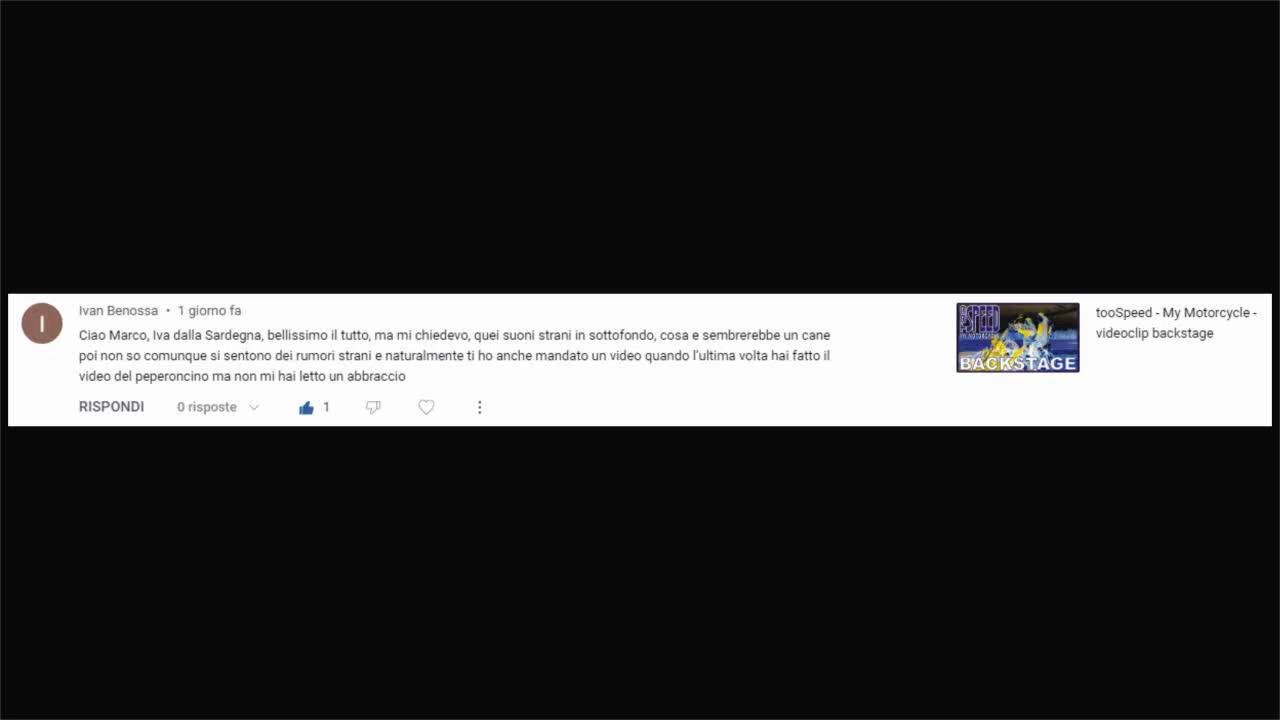 Ivan Benossa • 1 giorno fa
Ciao Marco, Iva dalla Sardegna, bellissimo il tutto, ma mi chiedevo, quei suoni strani in sottofondo, cosa e sembrerebbe un cane
poi non so comunque si sentono dei rumori strani e naturalmente ti ho anche mandato un video quando l'ultima volta hai fatto il
video del peperoncino ma non mi hai letto un abbraccio
RISPONDI 0 risposte 1
I
SPEED
BACKSTAGE
tooSpeed - My Motorcycle -
videoclip backstage